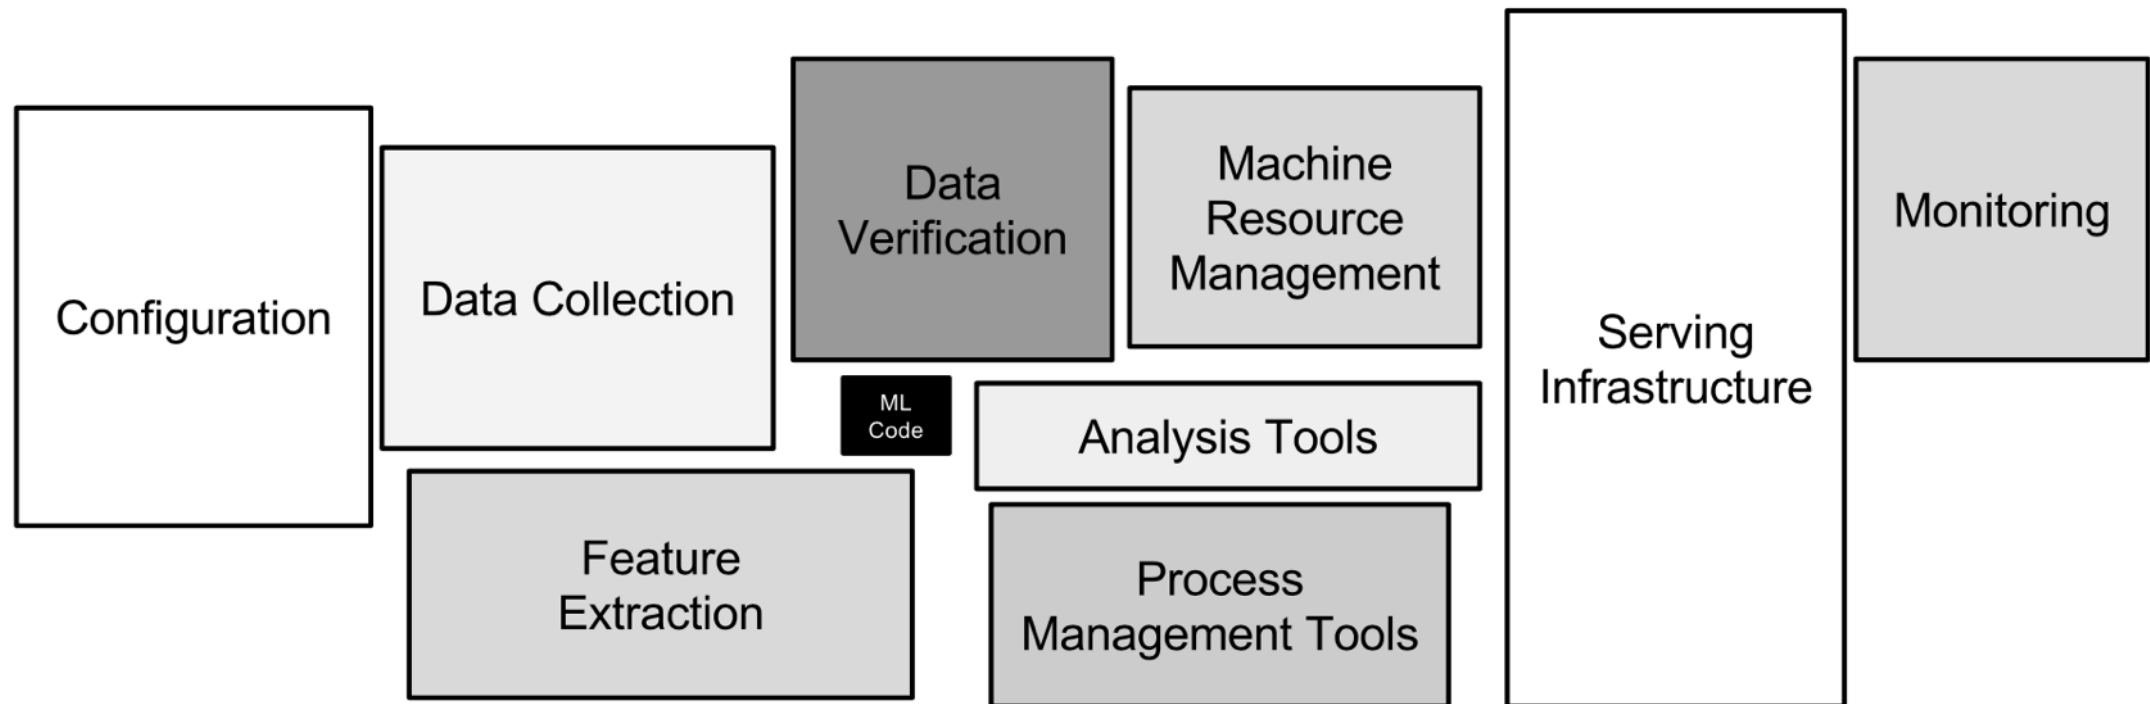 Configuration
Data Collection
Feature
Extraction
Data
Verification
ML
Code
Machine
Resource
Management
Analysis Tools
Process
Management Tools
Serving
Infrastructure
Monitoring